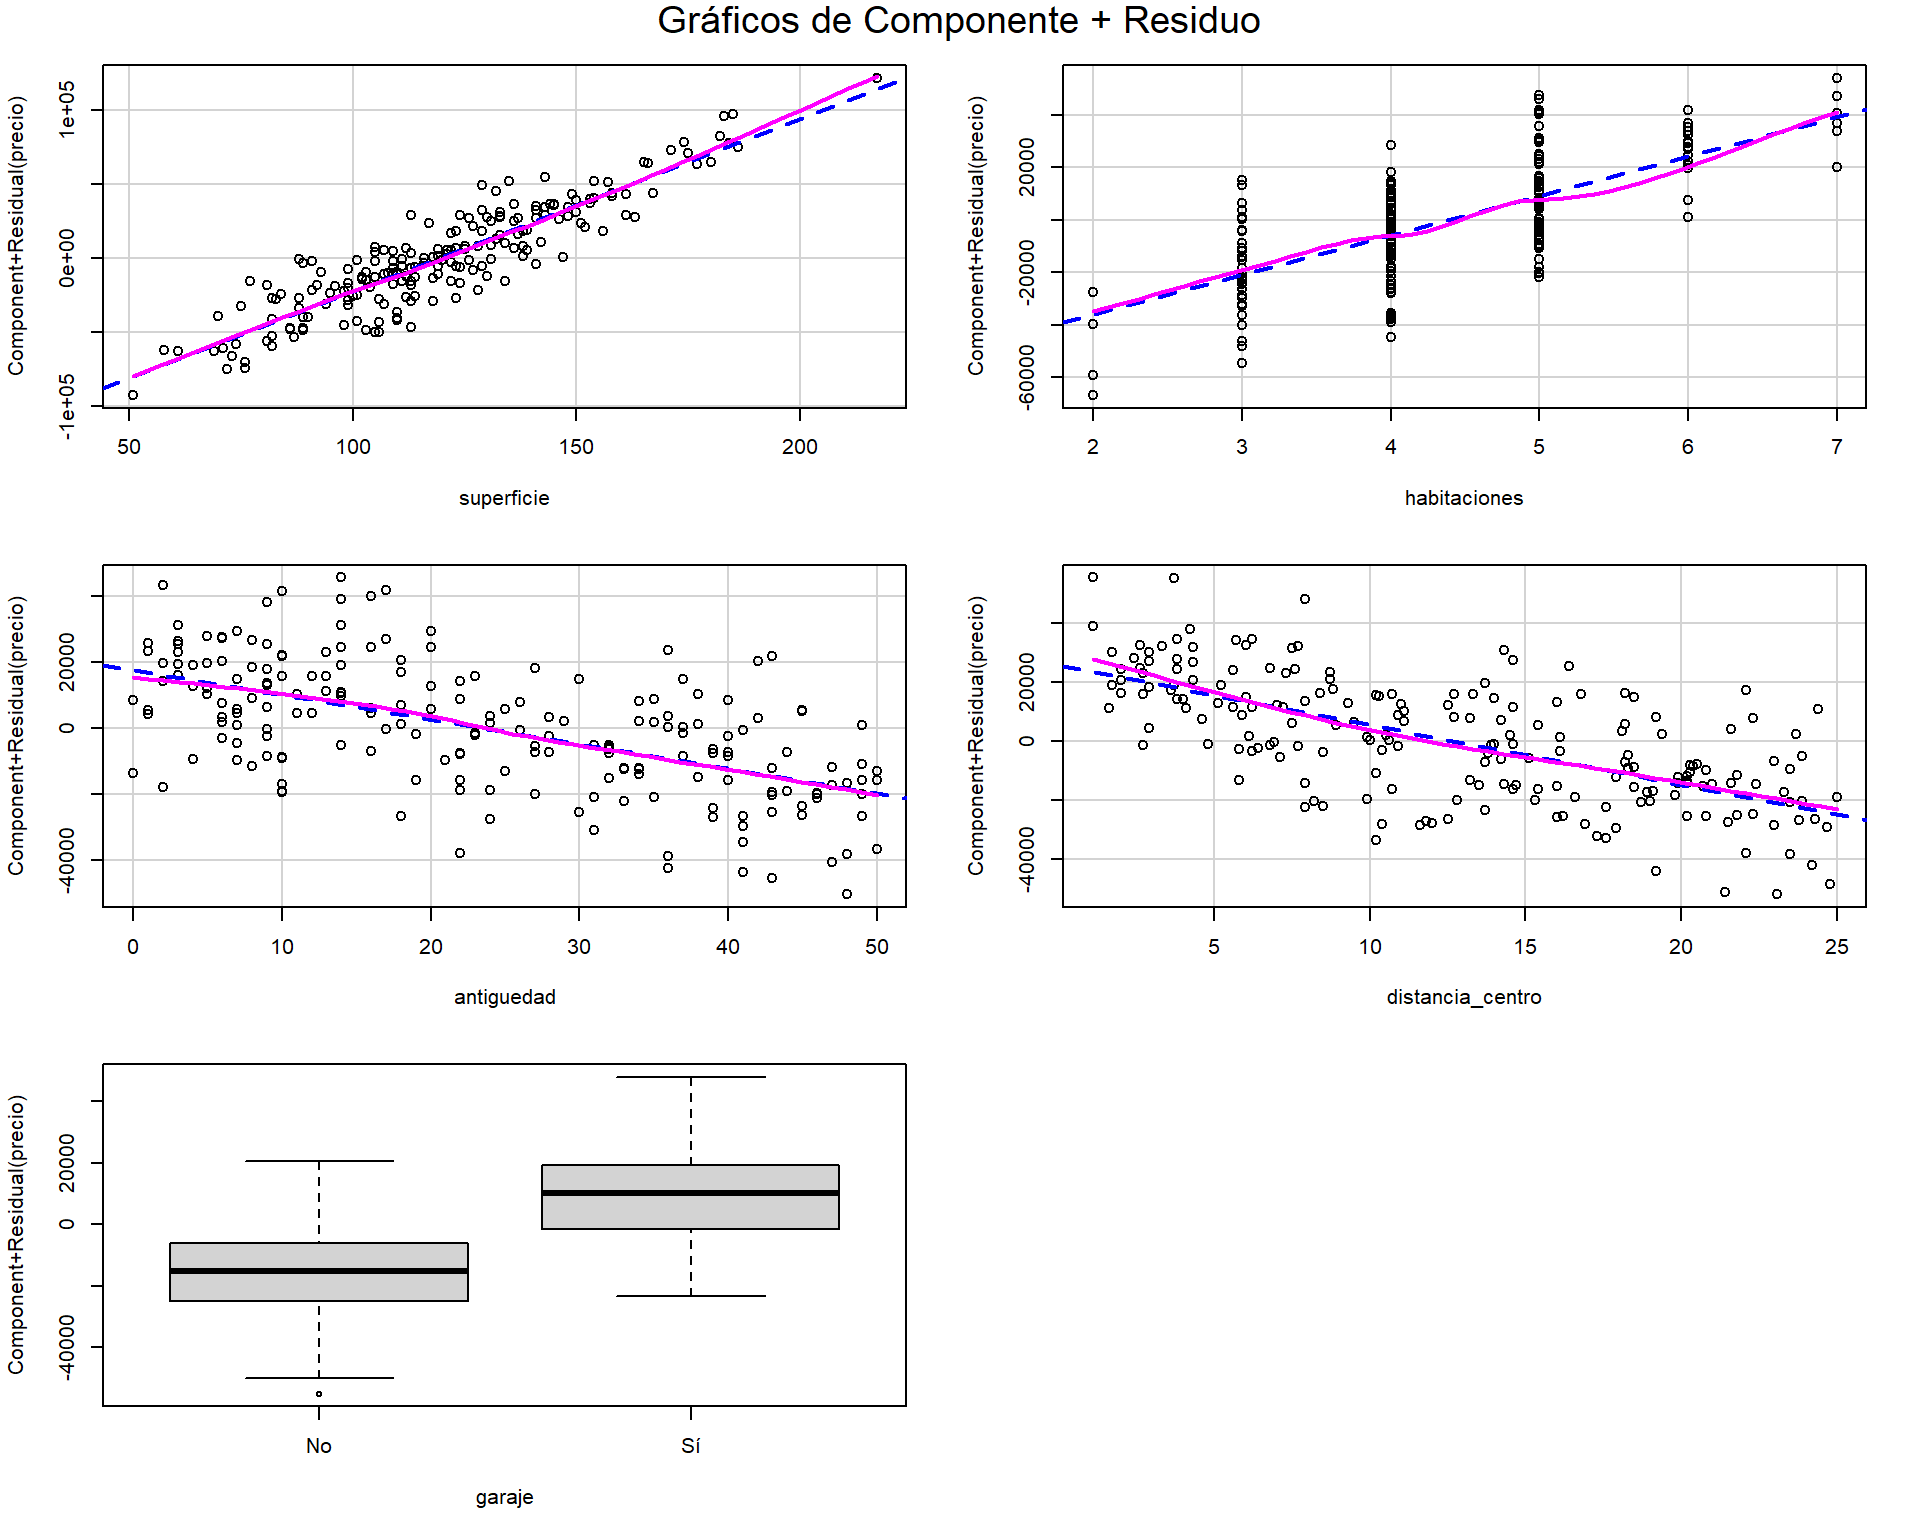 Gráficos de Componente + Residuo
Component+Residual(precio)
-1e+05 0e+00 1e+05
50 100 150 200
superficie
Component+Residual(precio)
-60000 -20000 20000
2 3 4 5 6 7
habitaciones
Component+Residual(precio)
-40000 0 20000
0 10 20 30 40 50
antiguedad
Component+Residual(precio)
-40000 0 20000
5 10 15 20 25
distancia_centro
Component+Residual(precio)
-40000 0 20000
No Sí
garaje